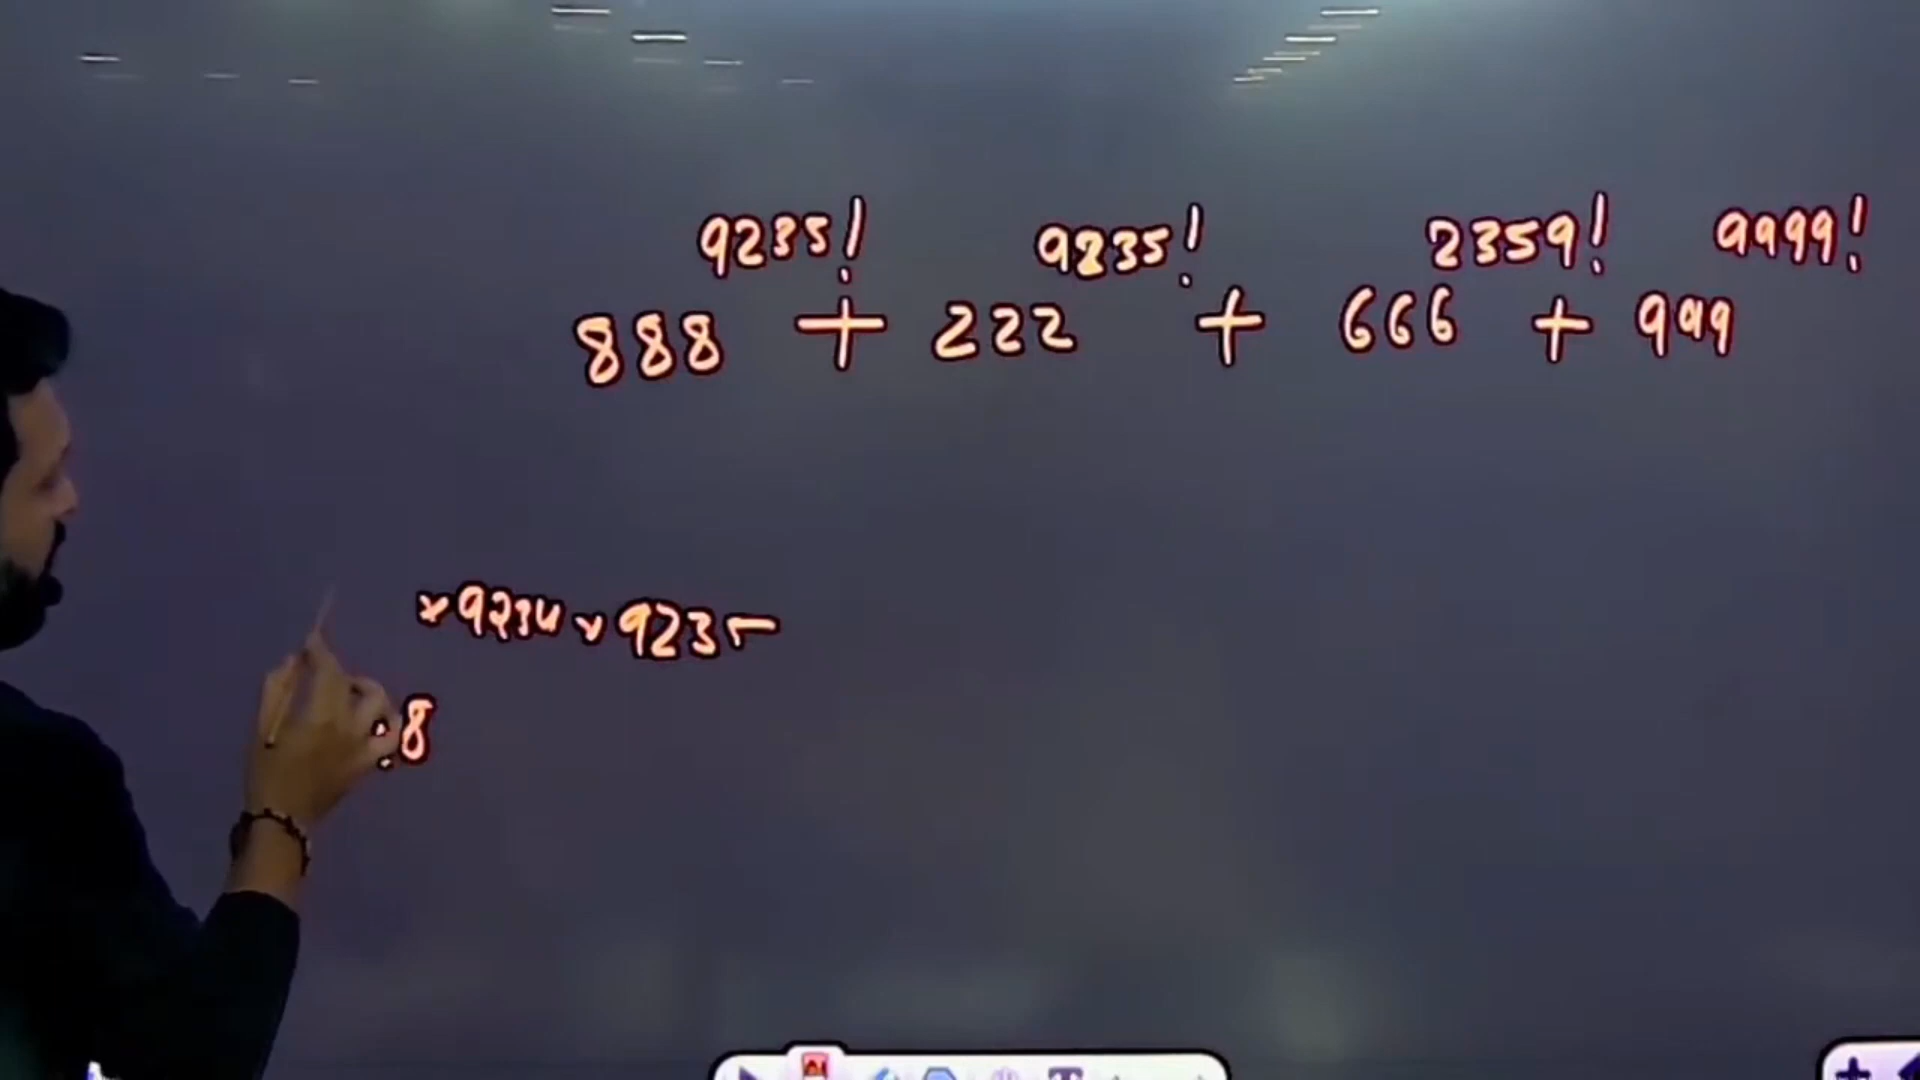 9235! 9235! 2359! 9999!
888 + 222 + 666 + 999
x 9234 x 9235
:8